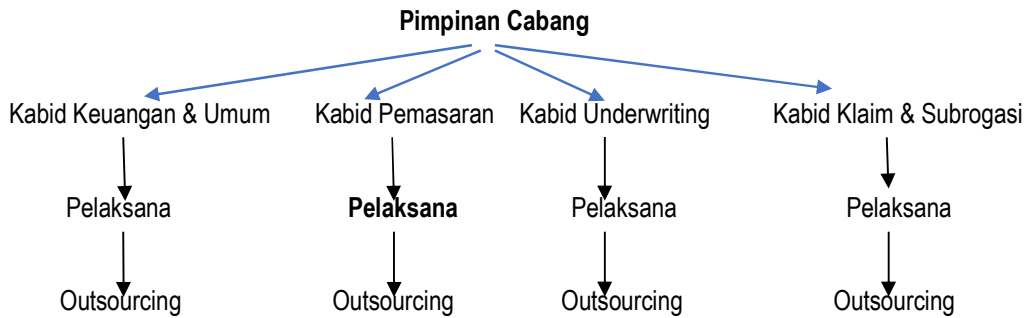 Pimpinan Cabang
Kabid Keuangan & Umum Kabid Pemasaran Kabid Underwriting Kabid Klaim & Subrogasi
Pelaksana Pelaksana Pelaksana Pelaksana
Outsourcing Outsourcing Outsourcing Outsourcing